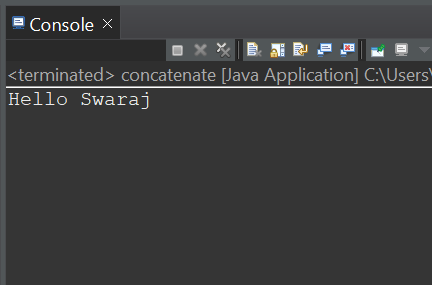 Console
<terminated> concatenate [Java Application] C:\Users\
Hello Swaraj